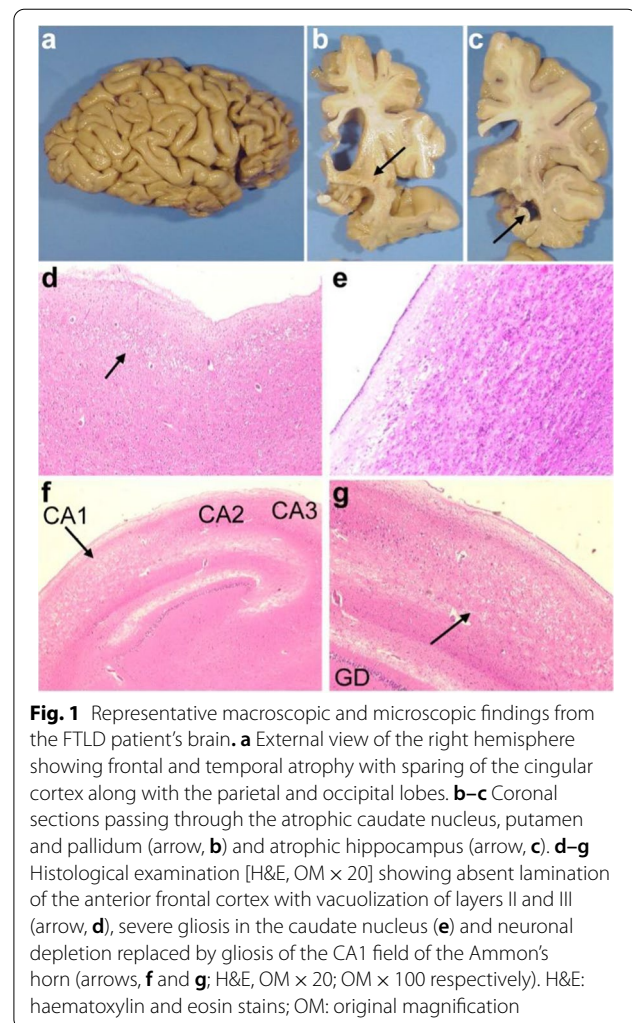 a
b
c
d
e
f
g
CA1
CA2
CA3
GD
Fig. 1 Representative macroscopic and microscopic findings from
the FTLD patient's brain. a External view of the right hemisphere
showing frontal and temporal atrophy with sparing of the cingular
cortex along with the parietal and occipital lobes. b–c Coronal
sections passing through the atrophic caudate nucleus, putamen
and pallidum (arrow, b) and atrophic hippocampus (arrow, c). d–g
Histological examination [H&E, OM × 20] showing absent lamination
of the anterior frontal cortex with vacuolization of layers II and III
(arrow, d), severe gliosis in the caudate nucleus (e) and neuronal
depletion replaced by gliosis of the CA1 field of the Ammon's
horn (arrows, f and g; H&E, OM × 20; OM × 100 respectively). H&E:
haematoxylin and eosin stains; OM: original magnification